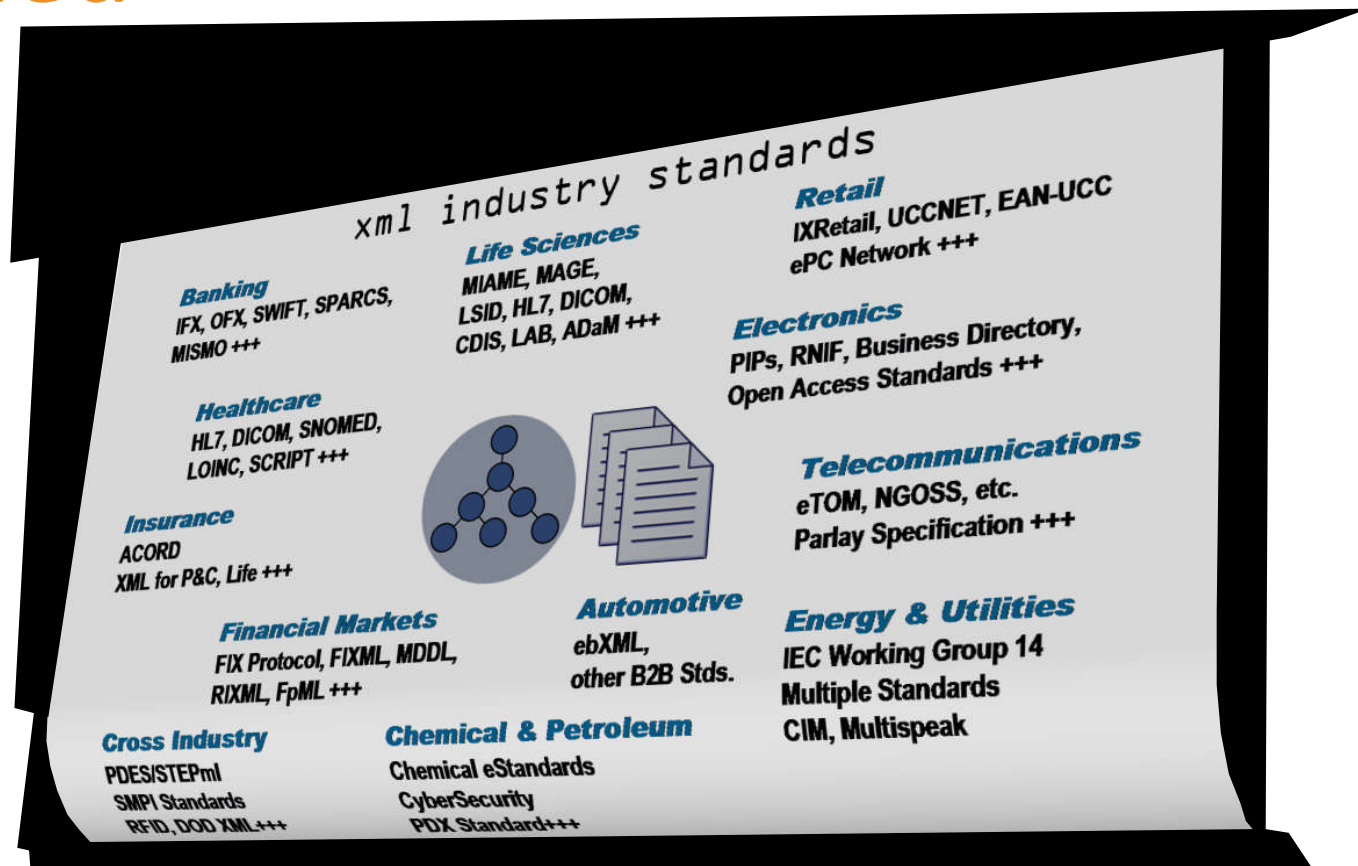 xml industry standards
Banking
IFX, OFX, SWIFT, SPARCS,
MISMO +++
Life Sciences
MIAME, MAGE,
LSID, HL7, DICOM,
CDIS, LAB, ADaM +++
Retail
IXRetail, UCCNET, EAN-UCC
ePC Network +++
Electronics
PIPs, RNIF, Business Directory,
Open Access Standards +++
Healthcare
HL7, DICOM, SNOMED,
LOINC, SCRIPT +++
Telecommunications
eTOM, NGOSS, etc.
Parlay Specification +++
Insurance
ACORD
XML for P&C, Life +++
Financial Markets
FIX Protocol, FIXML, MDDL,
RIXML, FpML +++
Automotive
ebXML,
other B2B Stds.
Energy & Utilities
IEC Working Group 14
Multiple Standards
CIM, Multispeak
Cross Industry
PDES/STEPml
SMPI Standards
RFID, DOD XML+++
Chemical & Petroleum
Chemical eStandards
CyberSecurity
PDX Standard+++